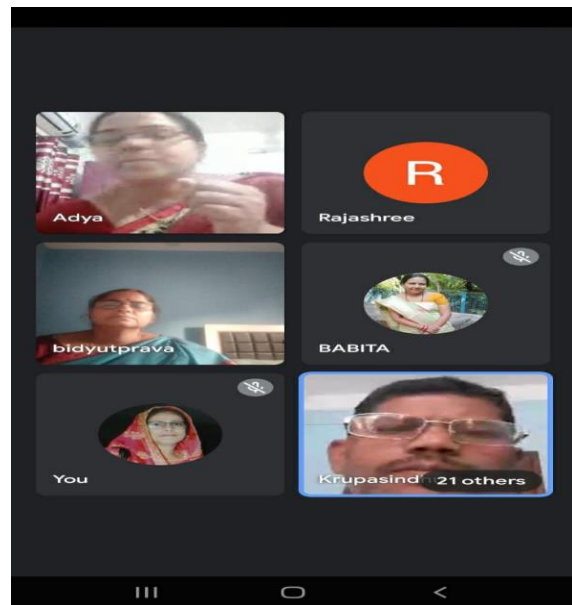 Adya
R
Rajashree
bidyutprava
BABITA
You
Krupasind 21 others